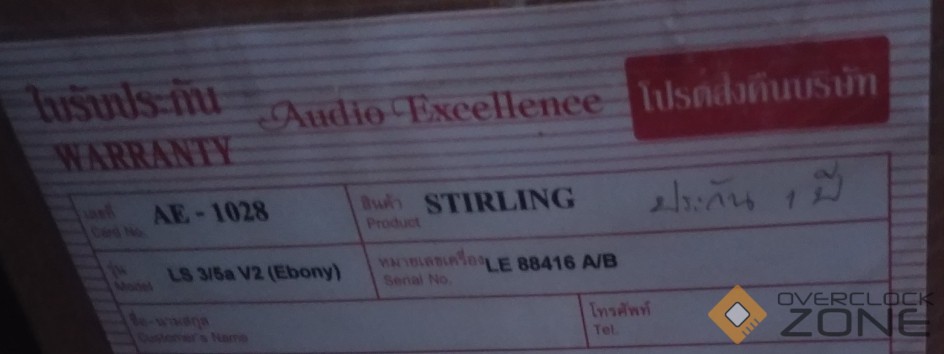 ใบรับประกัน Audio Excellence โปรดส่งคืนบริษัท
WARRANTY
เลขที่ AE - 1028 สินค้า STIRLING ประกัน 1 ปี
Card No. Product
รุ่น LS 3/5a V2 (Ebony) หมายเลขเครื่อง LE 88416 A/B
Model Serial No.
ชื่อ-นามสกุล โทรศัพท์
Customer's Name Tel.
OVERCLOCK
ZONE